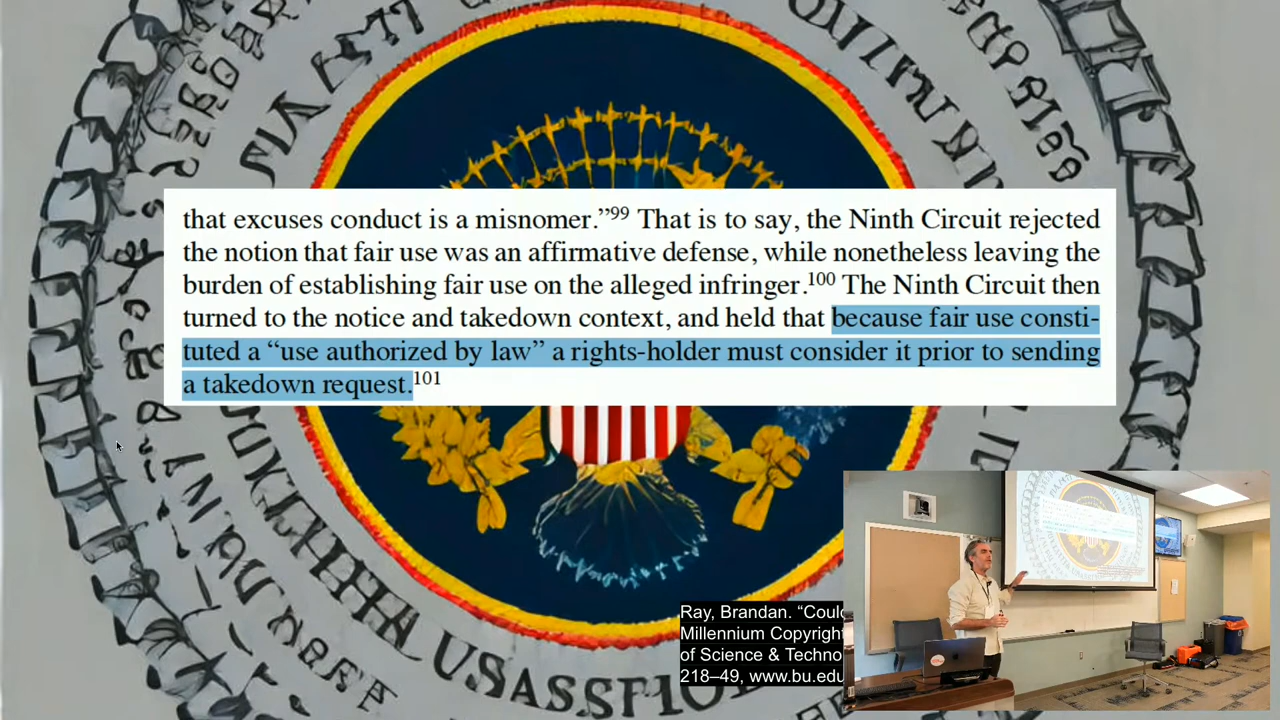 that excuses conduct is a misnomer.”99 That is to say, the Ninth Circuit rejected
the notion that fair use was an affirmative defense, while nonetheless leaving the
burden of establishing fair use on the alleged infringer.100 The Ninth Circuit then
turned to the notice and takedown context, and held that because fair use consti-
tuted a “use authorized by law” a rights-holder must consider it prior to sending
a takedown request.101
Ray, Brandan. “Could
Millennium Copyright
of Science & Techno
218–49, www.bu.edu